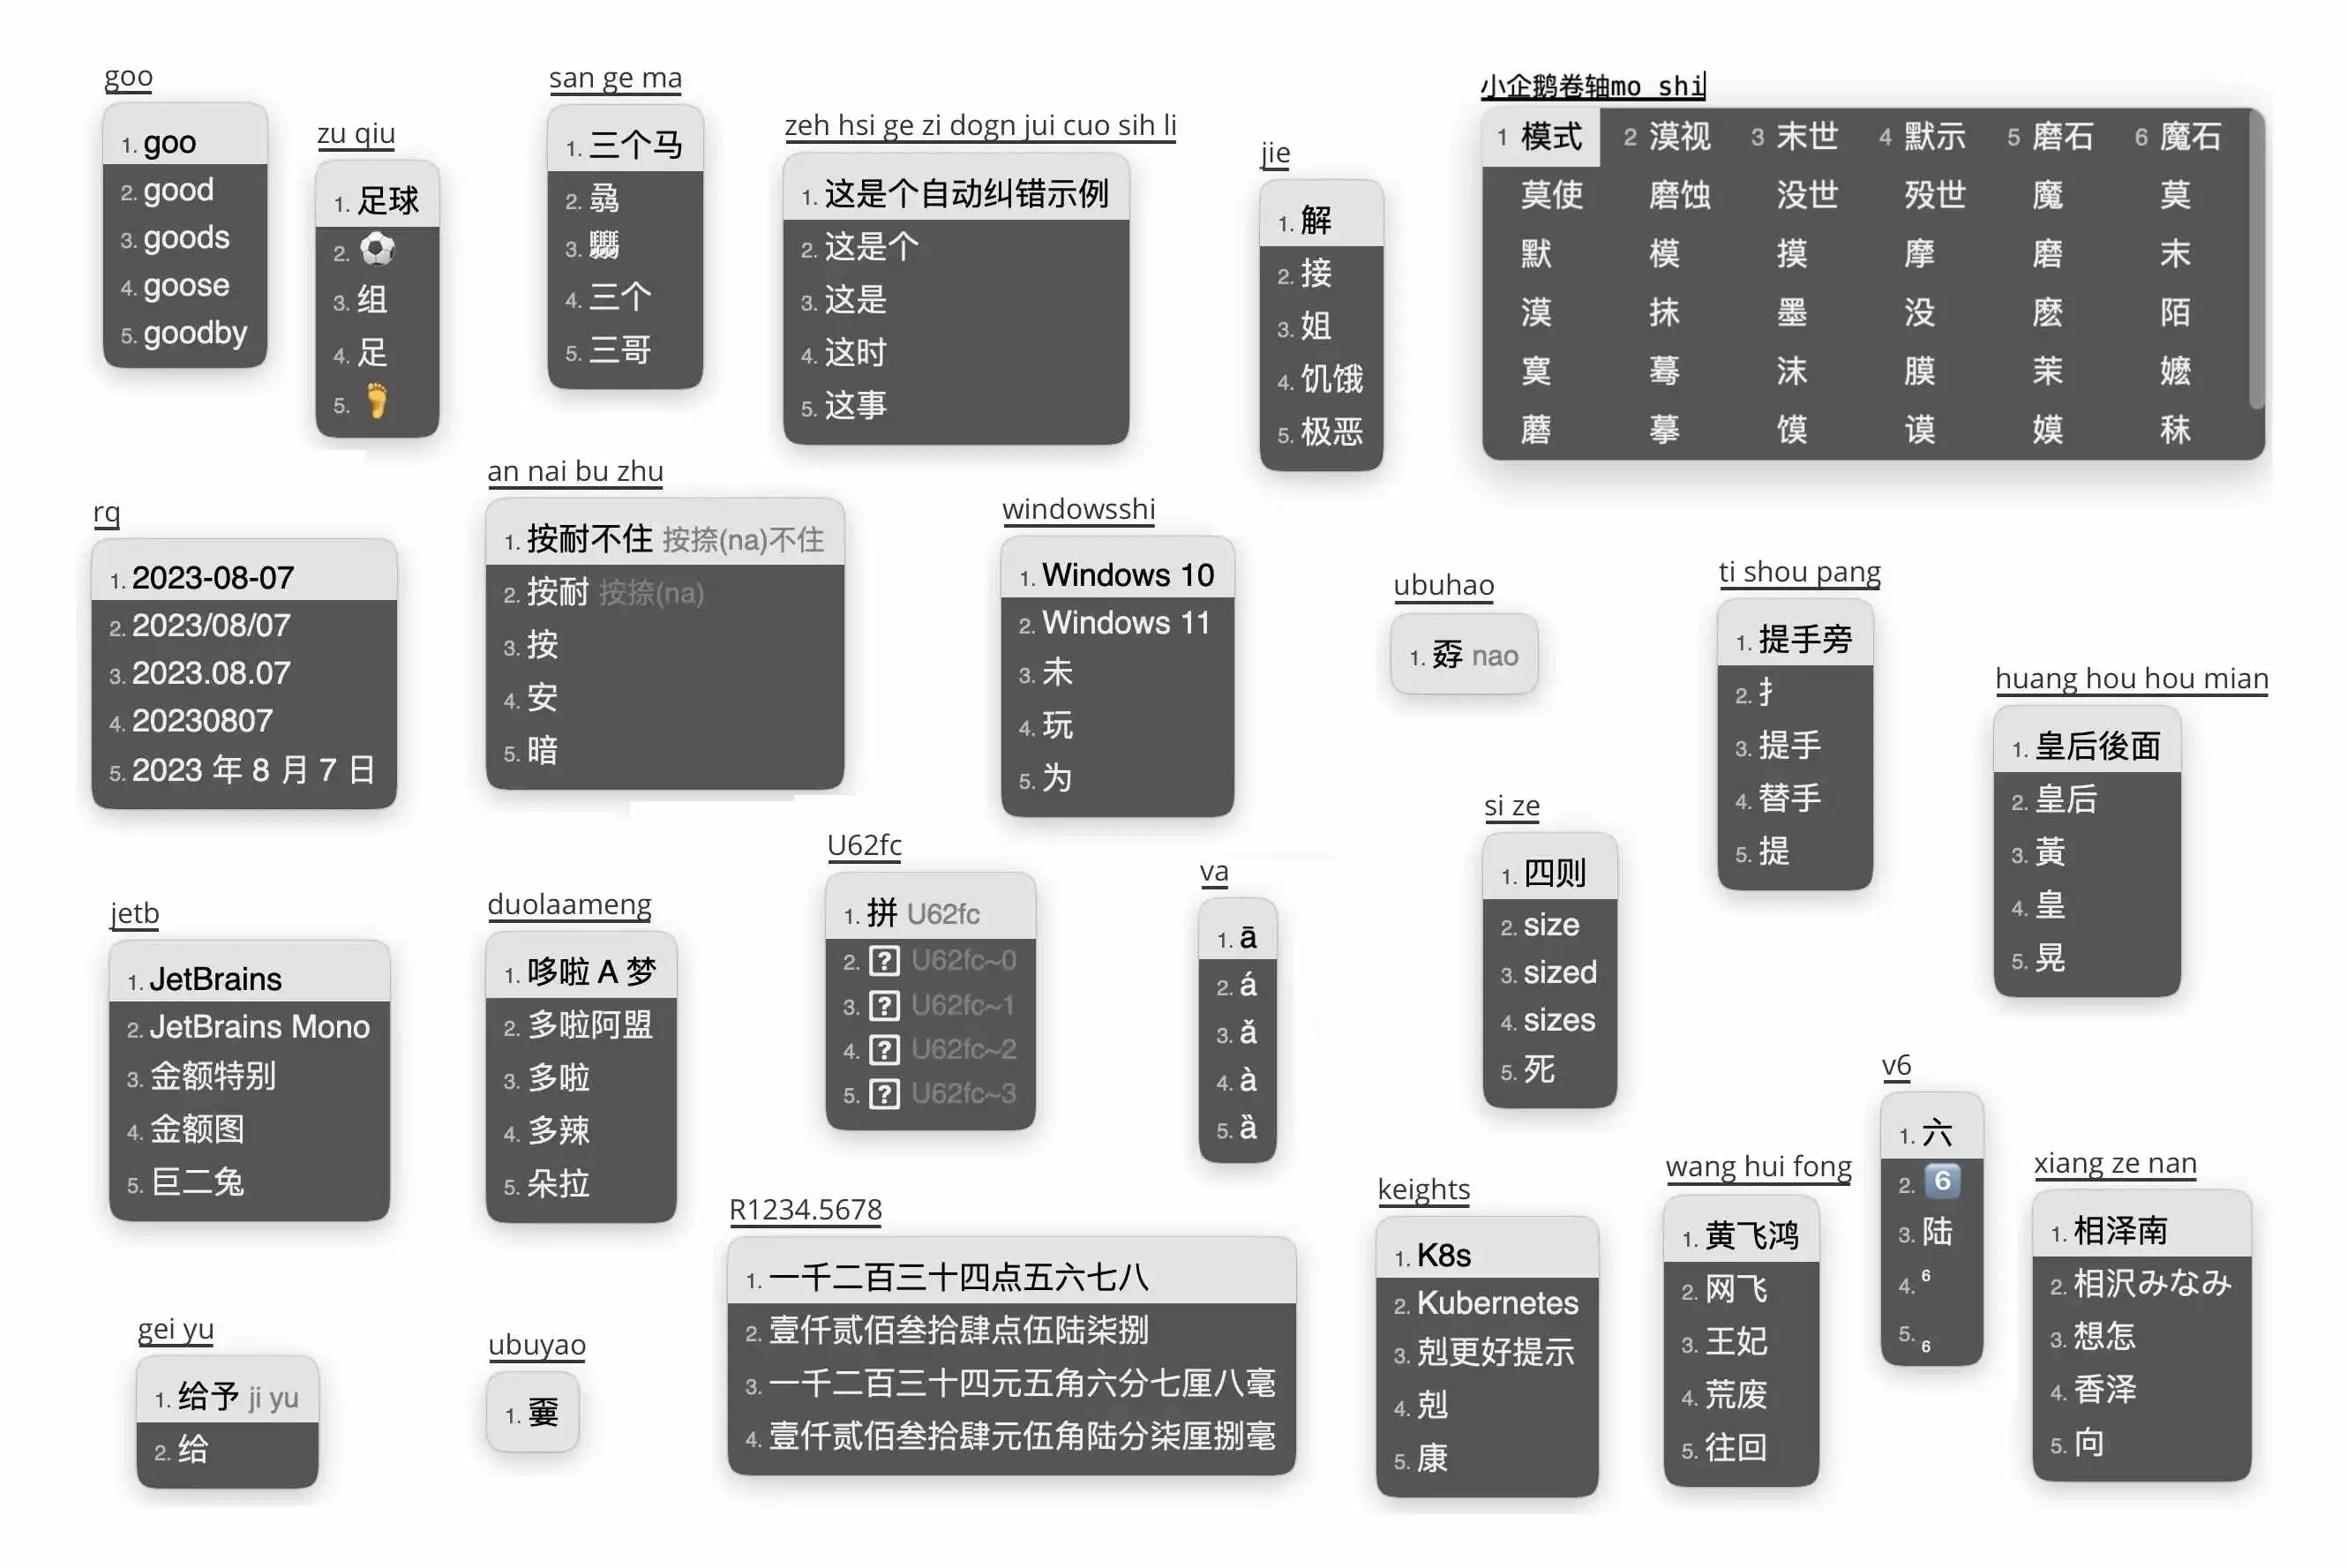 goo
1. goo
2. good
3. goods
4. goose
5. goodby
zu qiu
1. 足球
2. ⚽
3. 组
4. 足
5. 🦶
san ge ma
1. 三个马
2. 骉
3. 驫
4. 三个
5. 三哥
zeh hsi ge zi dogn jui cuo sih li
1. 这是个自动纠错示例
2. 这是个
3. 这是
4. 这时
5. 这事
jie
1. 解
2. 接
3. 姐
4. 饥饿
5. 极恶
小企鹅卷轴mo shi
1 模式 2 漠视 3 末世 4 默示 5 磨石 6 魔石
莫使 磨蚀 没世 殁世 魔 莫
默 模 摸 摩 磨 末
漠 抹 墨 没 麽 陌
寞 蓦 沫 膜 茉 嬷
蘑 摹 馍 谟 嫫 秣
rq
1. 2023-08-07
2. 2023/08/07
3. 2023.08.07
4. 20230807
5. 2023 年 8 月 7 日
an nai bu zhu
1. 按耐不住 按捺(na)不住
2. 按耐 按捺(na)
3. 按
4. 安
5. 暗
windowsshi
1. Windows 10
2. Windows 11
3. 未
4. 玩
5. 为
ubuhao
1. 孬 nao
ti shou pang
1. 提手旁
2. 扌
3. 提手
4. 替手
5. 提
huang hou hou mian
1. 皇后後面
2. 皇后
3. 黃
4. 皇
5. 晃
jetb
1. JetBrains
2. JetBrains Mono
3. 金额特别
4. 金额图
5. 巨二兔
duolaameng
1. 哆啦 A 梦
2. 多啦阿盟
3. 多啦
4. 多辣
5. 朵拉
U62fc
1. 拼 U62fc
2. ? U62fc~0
3. ? U62fc~1
4. ? U62fc~2
5. ? U62fc~3
va
1. ā
2. á
3. ǎ
4. à
5. ȁ
si ze
1. 四则
2. size
3. sized
4. sizes
5. 死
v6
1. 六
2. 6
3. 陆
4. ⁶
5. ₆
gei yu
1. 给予 ji yu
2. 给
ubuyao
1. 嫑
R1234.5678
1. 一千二百三十四点五六七八
2. 壹仟贰佰叁拾肆点伍陆柒捌
3. 一千二百三十四元五角六分七厘八毫
4. 壹仟贰佰叁拾肆元伍角陆分柒厘捌毫
keights
1. K8s
2. Kubernetes
3. 剋更好提示
4. 剋
5. 康
wang hui fong
1. 黄飞鸿
2. 网飞
3. 王妃
4. 荒废
5. 往回
xiang ze nan
1. 相泽南
2. 相沢みなみ
3. 想怎
4. 香泽
5. 向